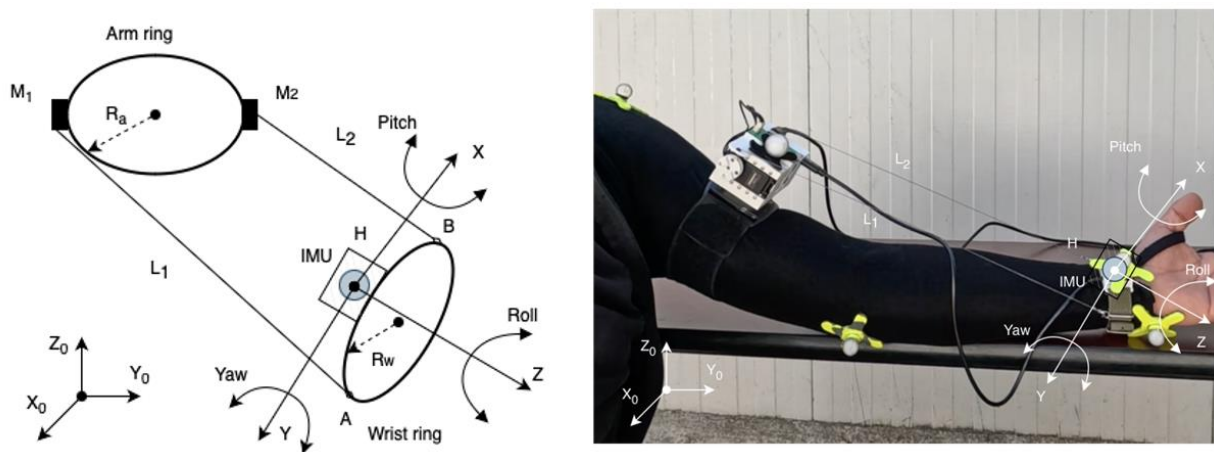 Arm ring
M1
M2
Ra
L2
Pitch
X
H
B
IMU
L1
Roll
Z0
Y0
X0
Rw
Yaw
Z
Y
A
Wrist ring
Pitch
L2
X
L1
H
IMU
Roll
Yaw
Z
Z0
Y0
X0
Y